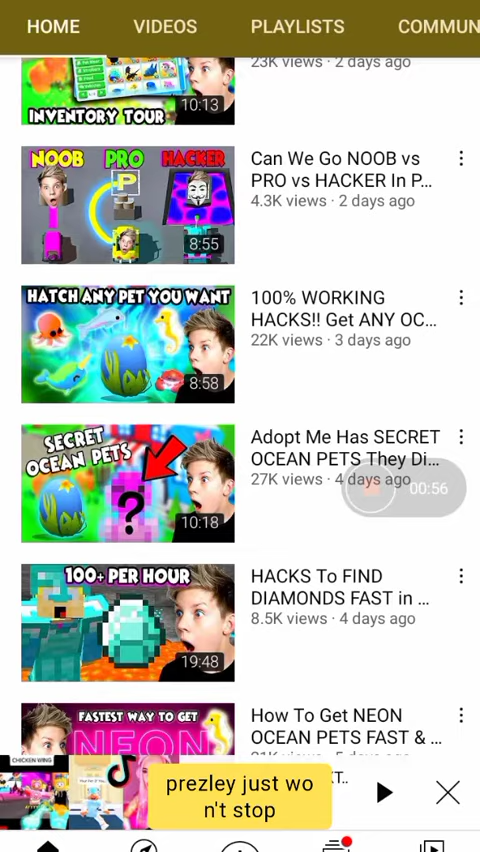 HOME VIDEOS PLAYLISTS COMMUN
23K views · 2 days ago
10:13
INVENTORY TOUR
NOOB PRO HACKER
P
8:55
Can We Go NOOB vs
PRO vs HACKER In P...
4.3K views · 2 days ago
HATCH ANY PET YOU WANT
8:58
100% WORKING
HACKS!! Get ANY OC...
22K views · 3 days ago
SECRET
OCEAN PETS
?
10:18
Adopt Me Has SECRET
OCEAN PETS They Di...
27K views · 4 days ago
00:56
100+ PER HOUR
19:48
HACKS To FIND
DIAMONDS FAST in ...
8.5K views · 4 days ago
FASTEST WAY TO GET
NEON
How To Get NEON
OCEAN PETS FAST & ...
CHICKEN WING
prezley just wo
n't stop